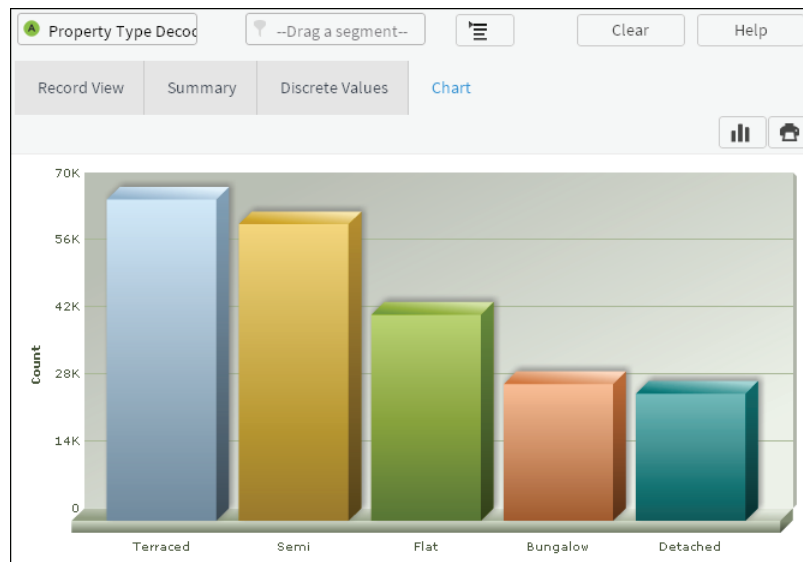 A Property Type Decod
--Drag a segment--
Clear
Help
Record View
Summary
Discrete Values
Chart
70K
56K
42K
28K
14K
0
Count
Terraced
Semi
Flat
Bungalow
Detached